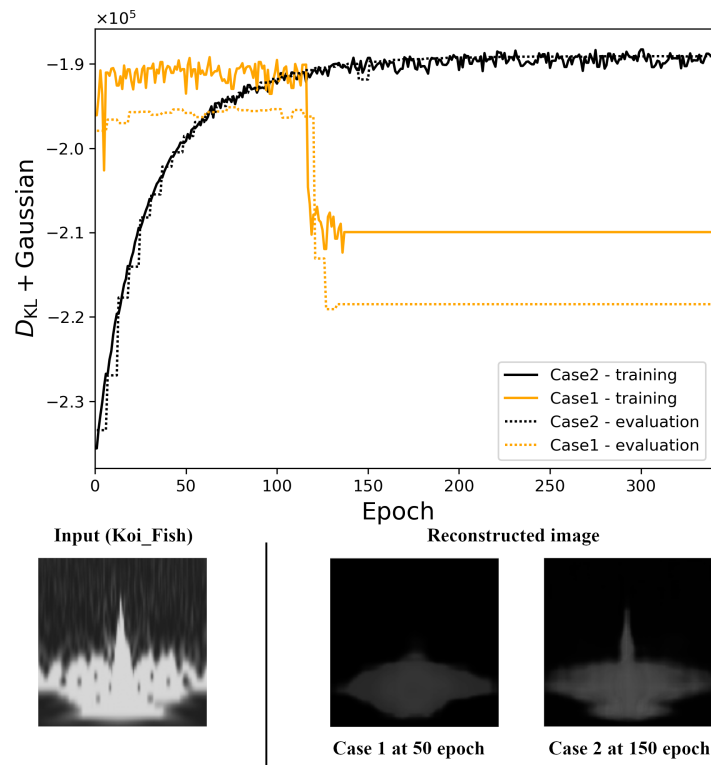 ×10⁵
−1.9
−2.0
−2.1
−2.2
−2.3
D_KL + Gaussian
Case2 - training
Case1 - training
Case2 - evaluation
Case1 - evaluation
0 50 100 150 200 250 300
Epoch
Input (Koi_Fish) Reconstructed image
Case 1 at 50 epoch Case 2 at 150 epoch